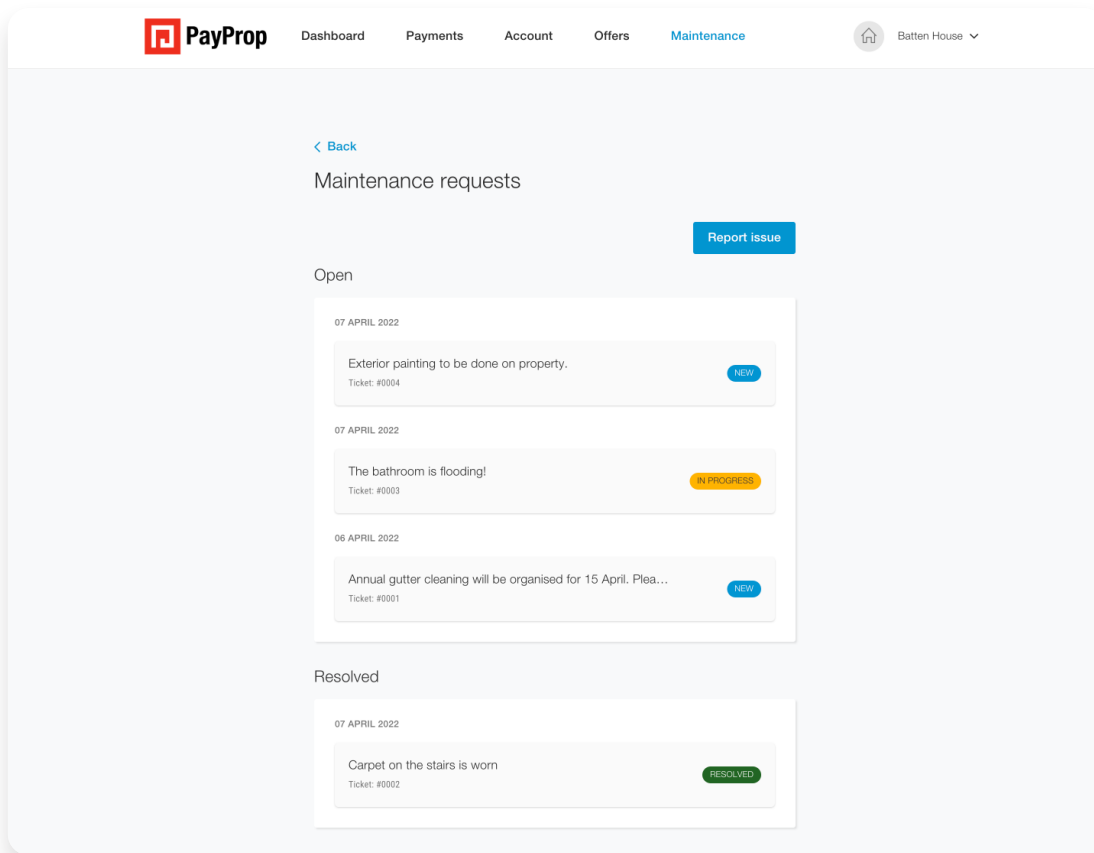 PayProp
Dashboard Payments Account Offers Maintenance Batten House
Back
Maintenance requests
Report issue
Open
07 APRIL 2022
Exterior painting to be done on property.
NEW
Ticket: #0004
07 APRIL 2022
The bathroom is flooding!
IN PROGRESS
Ticket: #0003
06 APRIL 2022
Annual gutter cleaning will be organised for 15 April. Plea…
NEW
Ticket: #0001
Resolved
07 APRIL 2022
Carpet on the stairs is worn
RESOLVED
Ticket: #0002